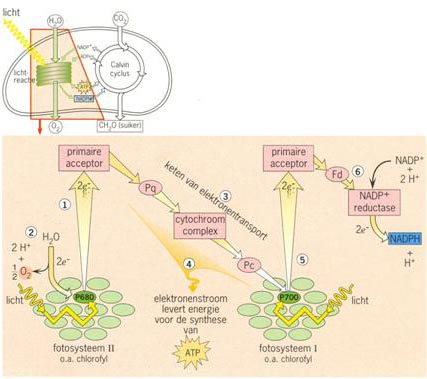 licht
H₂O
CO₂
NADP⁺
ADP
licht-
reactie
Calvin
cyclus
ATP
NADPH
O₂
CH₂O (suiker)
primaire
acceptor
primaire
acceptor
keten van elektronentransport
Pq
3
Fd
6
NADP⁺
+
2 H⁺
NADP⁺
reductase
2e⁻
2e⁻
1
cytochroom
complex
2e⁻
NADPH
+
H⁺
2
H₂O
2 H⁺
+
½ O₂
2e⁻
4
Pc
5
licht
P680
elektronenstroom
levert energie
voor de synthese
van
ATP
P700
licht
fotosysteem II
o.a. chlorofyl
fotosysteem I
o.a. chlorofyl